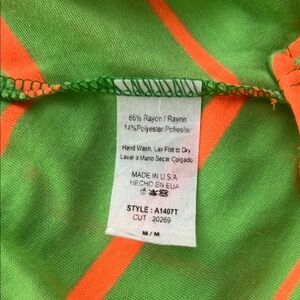 86% Rayon / Rayon
14% Polyester Poliester
Hand Wash, Lay Flat to Dry
Lavar a Mano Secar Colgado
MADE IN U.S.A
HECHO EN EUA
STYLE : A1407T
CUT : 20269
M / M